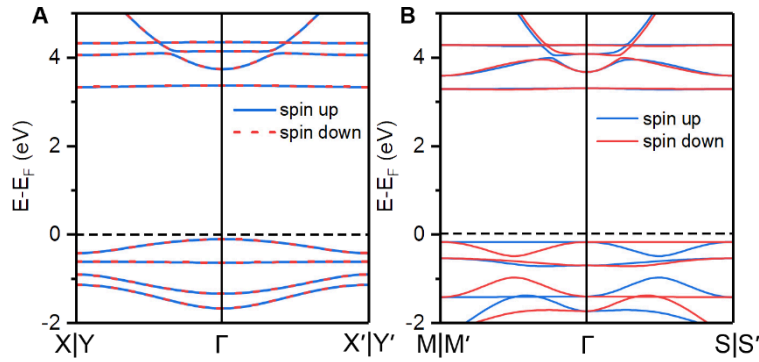 A
E-E_F (eV)
4
2
0
-2
spin up
spin down
X|Y
Γ
X′|Y′
B
E-E_F (eV)
4
2
0
-2
spin up
spin down
M|M′
Γ
S|S′